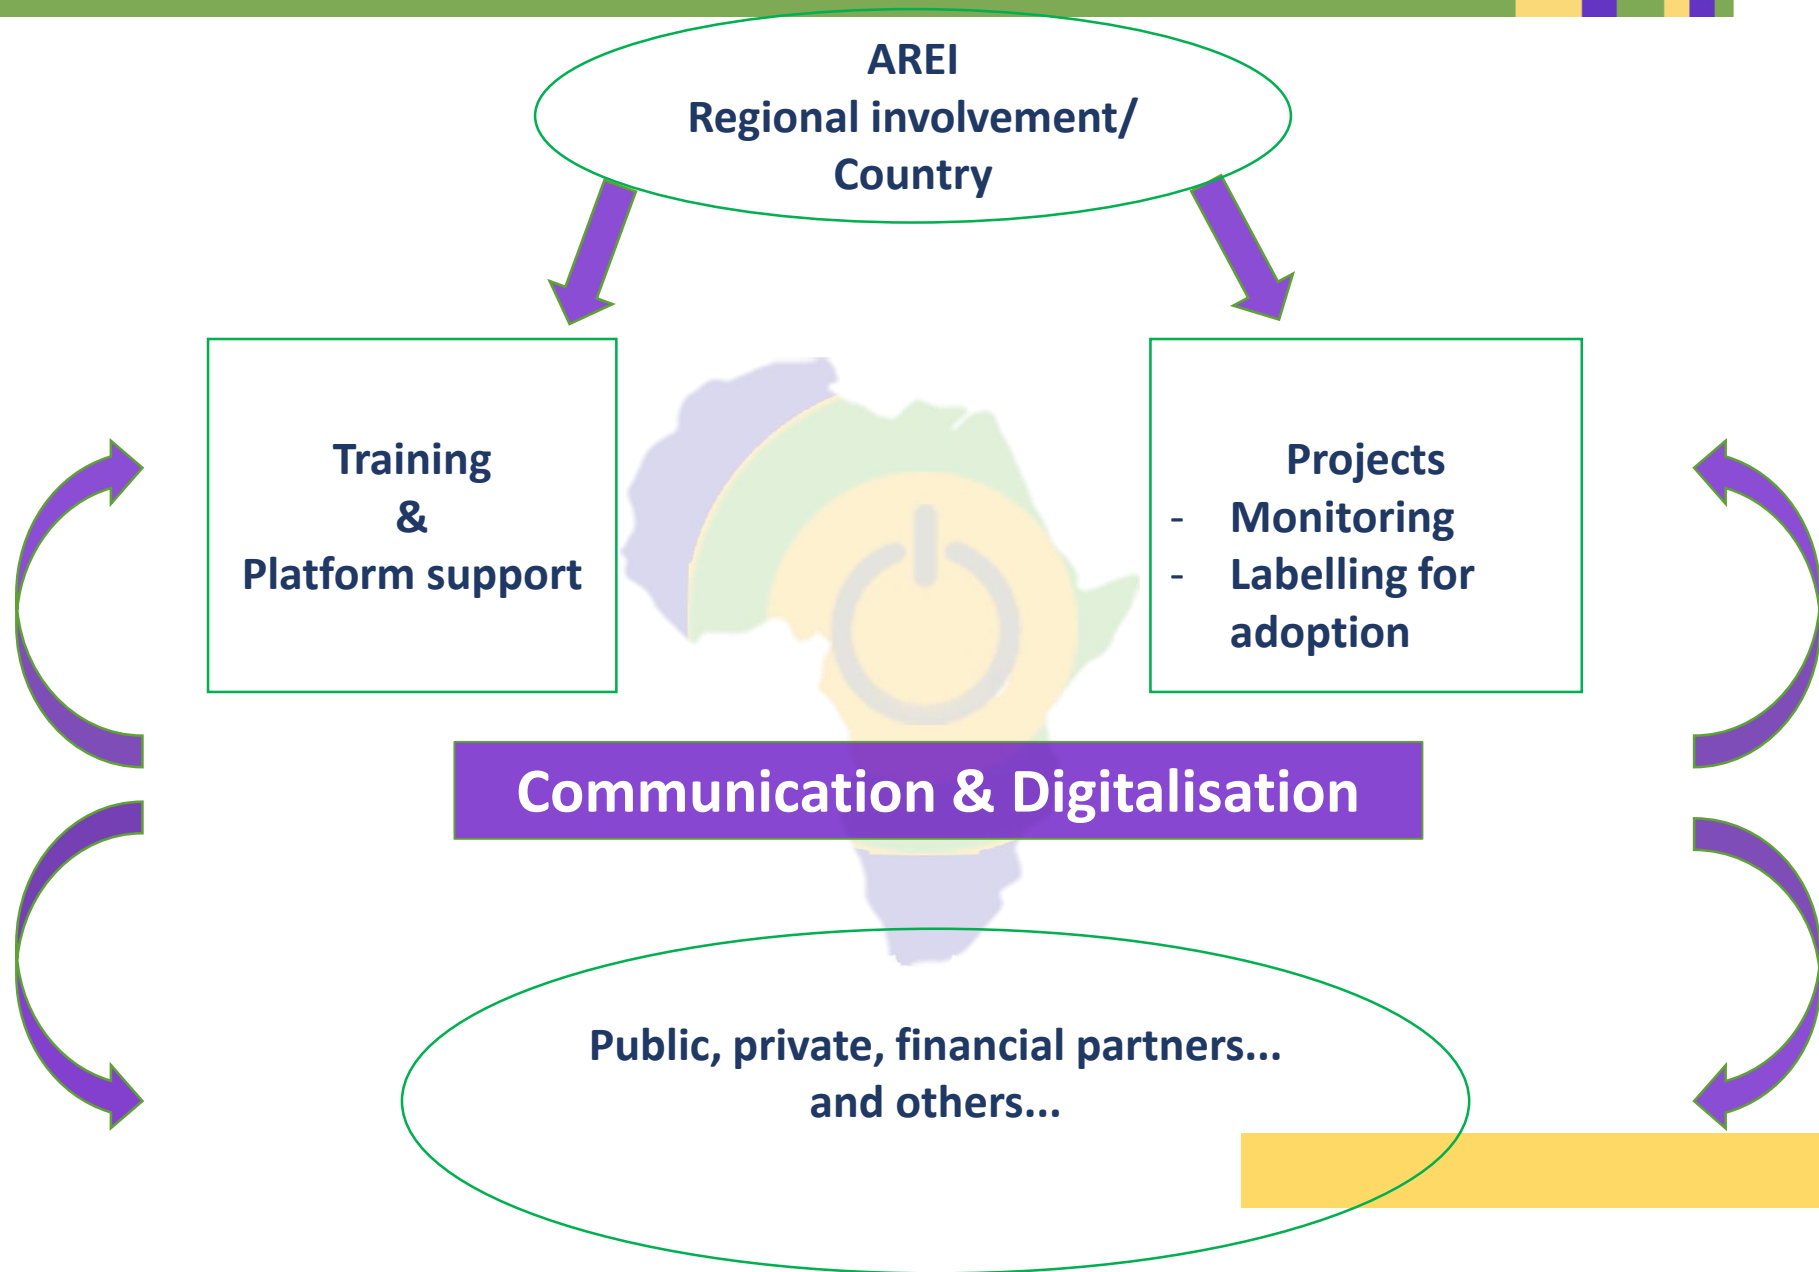 AREI
Regional involvement/
Country
Training
&
Platform support
Projects
- Monitoring
- Labelling for
adoption
Communication & Digitalisation
Public, private, financial partners...
and others...